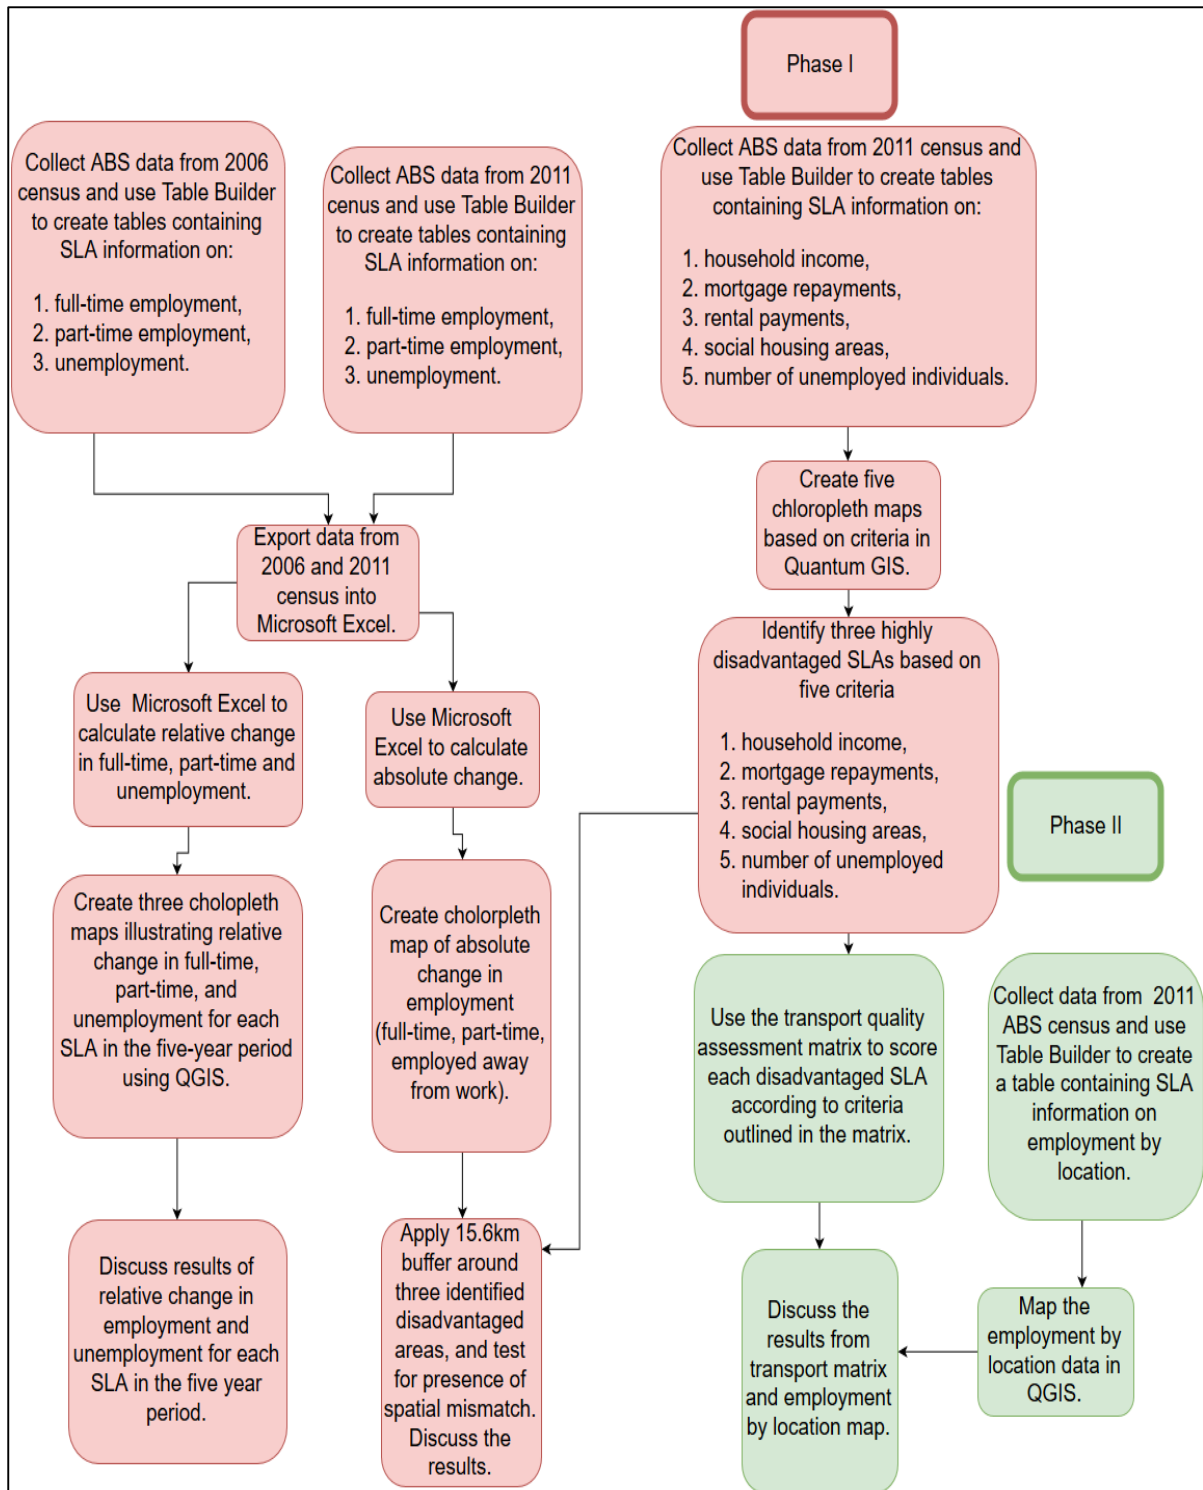 Phase I
Collect ABS data from 2006
census and use Table Builder
to create tables containing
SLA information on:
1. full-time employment,
2. part-time employment,
3. unemployment.
Collect ABS data from 2011
cenus and use Table Builder
to create tables containing
SLA information on:
1. full-time employment,
2. part-time employment,
3. unemployment.
Collect ABS data from 2011 census and
use Table Builder to create tables
containing SLA information on:
1. household income,
2. mortgage repayments,
3. rental payments,
4. social housing areas,
5. number of unemployed individuals.
Create five
chloropleth maps
based on criteria in
Quantum GIS.
Export data from
2006 and 2011
census into
Microsoft Excel.
Identify three highly
disadvantaged SLAs based on
five criteria
1. household income,
2. mortgage repayments,
3. rental payments,
4. social housing areas,
5. number of unemployed
individuals.
Use Microsoft Excel to
calculate relative change
in full-time, part-time and
unemployment.
Use Microsoft
Excel to calculate
absolute change.
Phase II
Create three cholopleth
maps illustrating relative
change in full-time,
part-time, and
unemployment for each
SLA in the five-year period
using QGIS.
Create cholorpleth
map of absolute
change in
employment
(full-time, part-time,
employed away
from work).
Use the transport quality
assessment matrix to score
each disadvantaged SLA
according to criteria
outlined in the matrix.
Collect data from 2011
ABS census and use
Table Builder to create
a table containing SLA
information on
employment by
location.
Discuss results of
relative change in
employment and
unemployment for each
SLA in the five year
period.
Apply 15.6km
buffer around
three identified
disadvantaged
areas, and test
for presence of
spatial mismatch.
Discuss the
results.
Discuss the
results from
transport matrix
and employment
by location map.
Map the
employment by
location data in
QGIS.